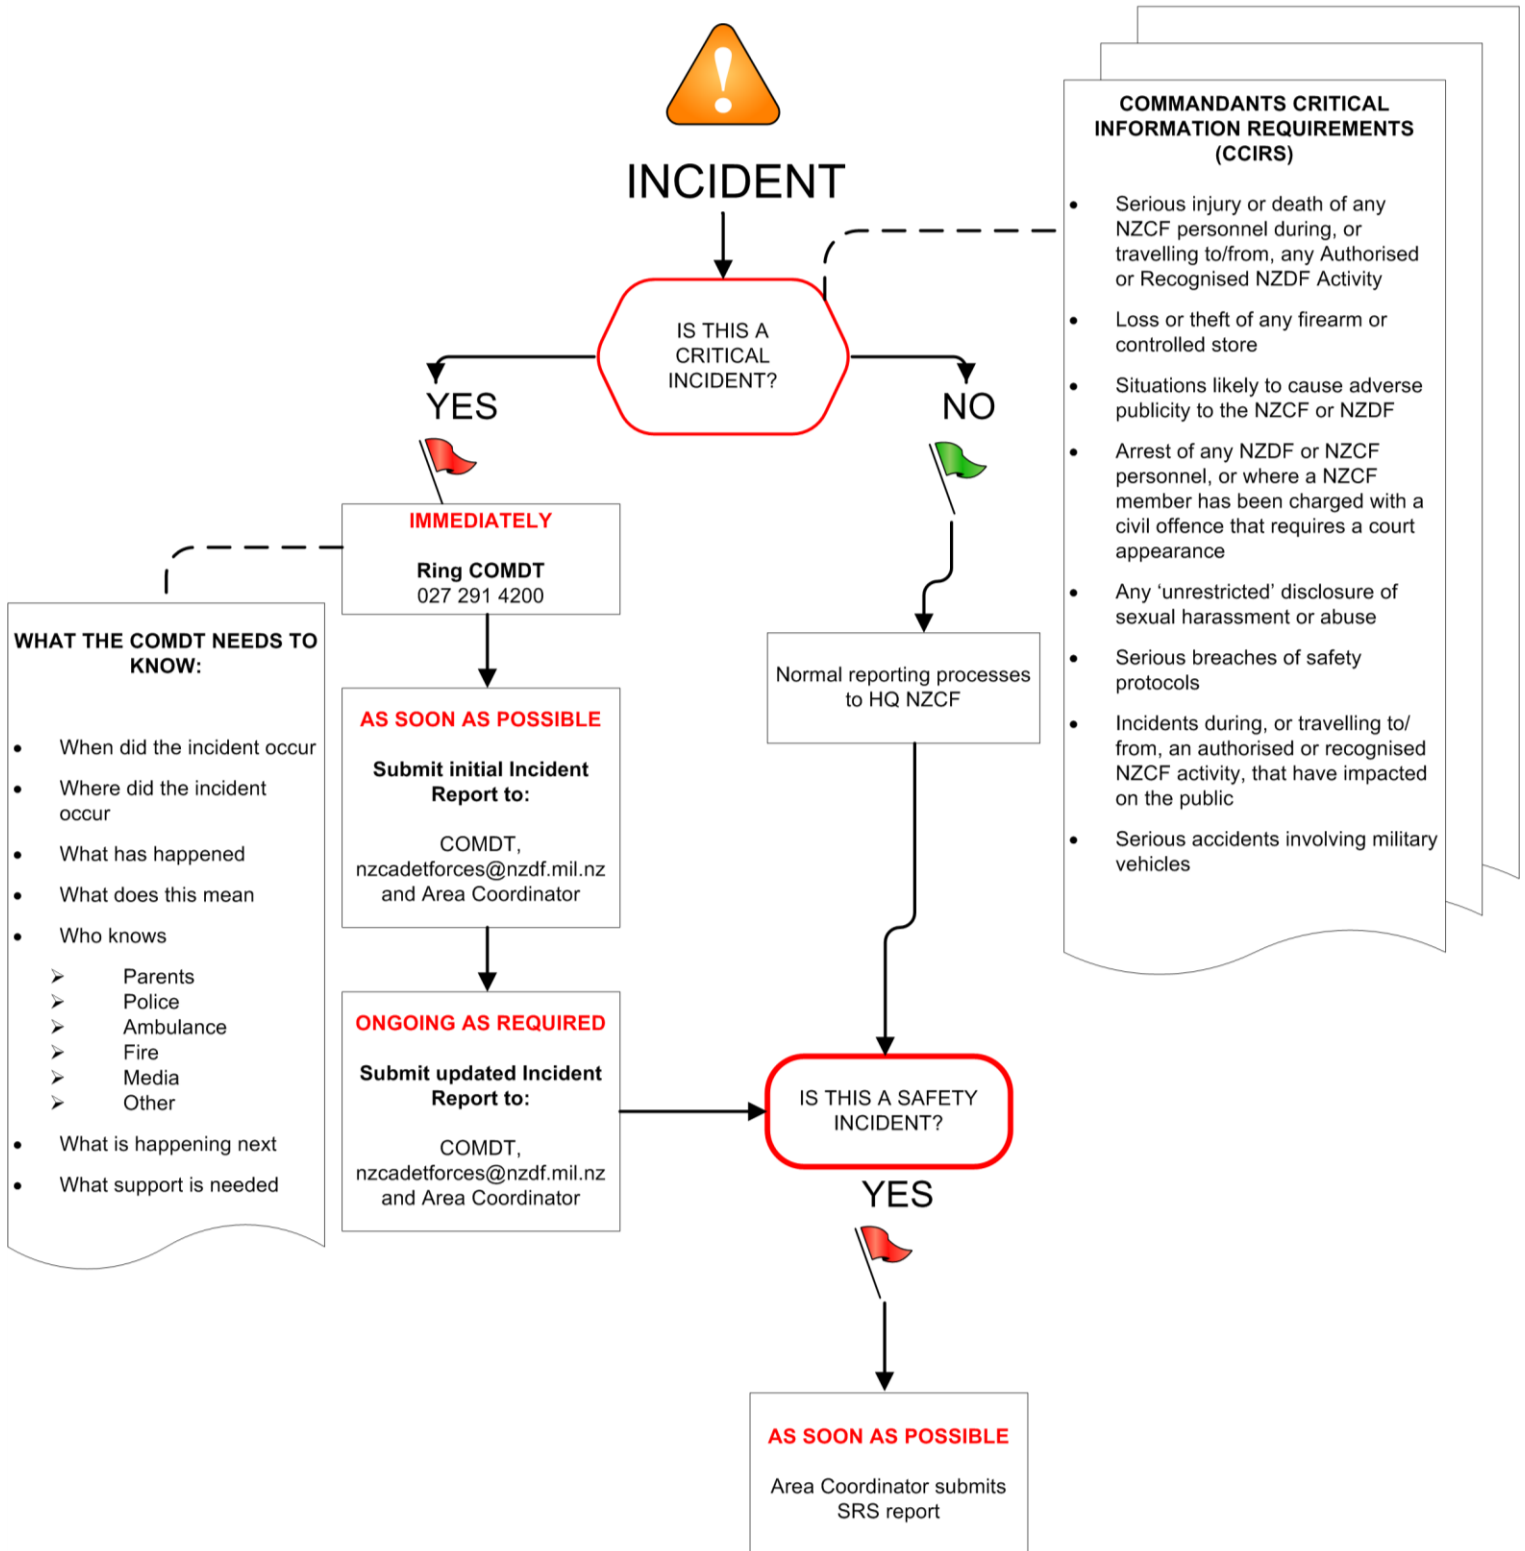 INCIDENT
IS THIS A
CRITICAL
INCIDENT?
YES
NO
IMMEDIATELY
Ring COMDT
027 291 4200
WHAT THE COMDT NEEDS TO
KNOW:
• When did the incident occur
• Where did the incident
occur
• What has happened
• What does this mean
• Who knows
➢ Parents
➢ Police
➢ Ambulance
➢ Fire
➢ Media
➢ Other
• What is happening next
• What support is needed
AS SOON AS POSSIBLE
Submit initial Incident
Report to:
COMDT,
nzcadetforces@nzdf.mil.nz
and Area Coordinator
ONGOING AS REQUIRED
Submit updated Incident
Report to:
COMDT,
nzcadetforces@nzdf.mil.nz
and Area Coordinator
Normal reporting processes
to HQ NZCF
IS THIS A SAFETY
INCIDENT?
YES
AS SOON AS POSSIBLE
Area Coordinator submits
SRS report
COMMANDANTS CRITICAL
INFORMATION REQUIREMENTS
(CCIRS)
• Serious injury or death of any
NZCF personnel during, or
travelling to/from, any Authorised
or Recognised NZDF Activity
• Loss or theft of any firearm or
controlled store
• Situations likely to cause adverse
publicity to the NZCF or NZDF
• Arrest of any NZDF or NZCF
personnel, or where a NZCF
member has been charged with a
civil offence that requires a court
appearance
• Any ‘unrestricted’ disclosure of
sexual harassment or abuse
• Serious breaches of safety
protocols
• Incidents during, or travelling to/
from, an authorised or recognised
NZCF activity, that have impacted
on the public
• Serious accidents involving military
vehicles